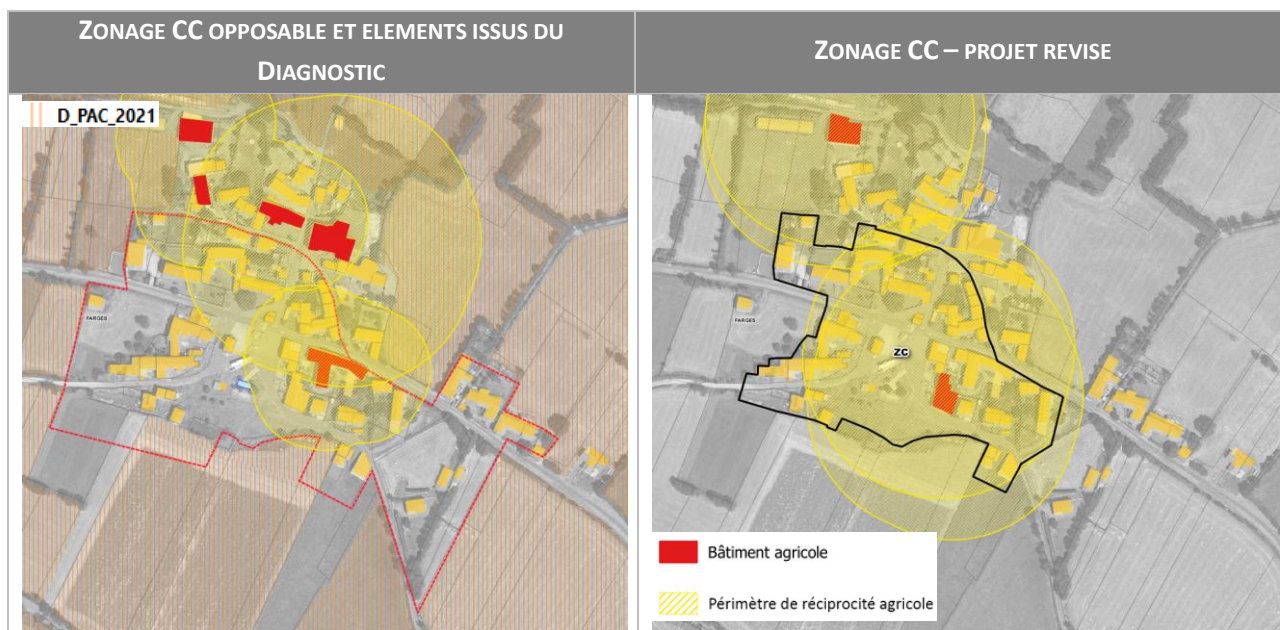 ZONAGE CC OPPOSABLE ET ELEMENTS ISSUS DU
DIAGNOSTIC
ZONAGE CC – PROJET REVISE
D_PAC_2021
FARGES
FARGES
ZC
Bâtiment agricole
Périmètre de réciprocité agricole